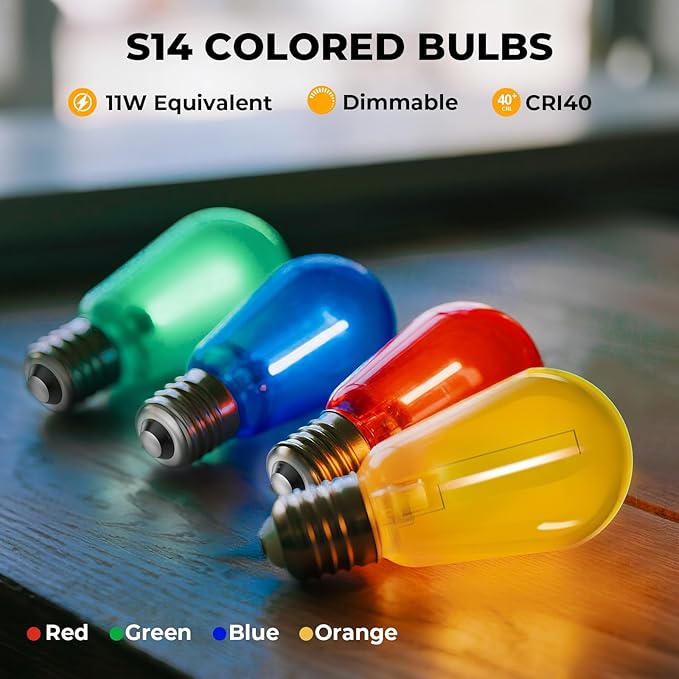 S14 COLORED BULBS
11W Equivalent Dimmable 40+ CRI. CRI40
Red Green Blue Orange